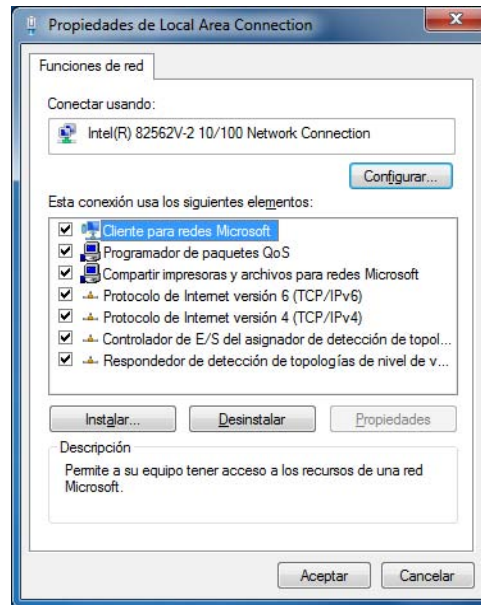 Propiedades de Local Area Connection
Funciones de red
Conectar usando:
Intel(R) 82562V-2 10/100 Network Connection
Configurar...
Esta conexión usa los siguientes elementos:
Cliente para redes Microsoft
Programador de paquetes QoS
Compartir impresoras y archivos para redes Microsoft
Protocolo de Internet versión 6 (TCP/IPv6)
Protocolo de Internet versión 4 (TCP/IPv4)
Controlador de E/S del asignador de detección de topol...
Respondedor de detección de topologías de nivel de v...
Instalar... Desinstalar Propiedades
Descripción
Permite a su equipo tener acceso a los recursos de una red
Microsoft.
Aceptar Cancelar